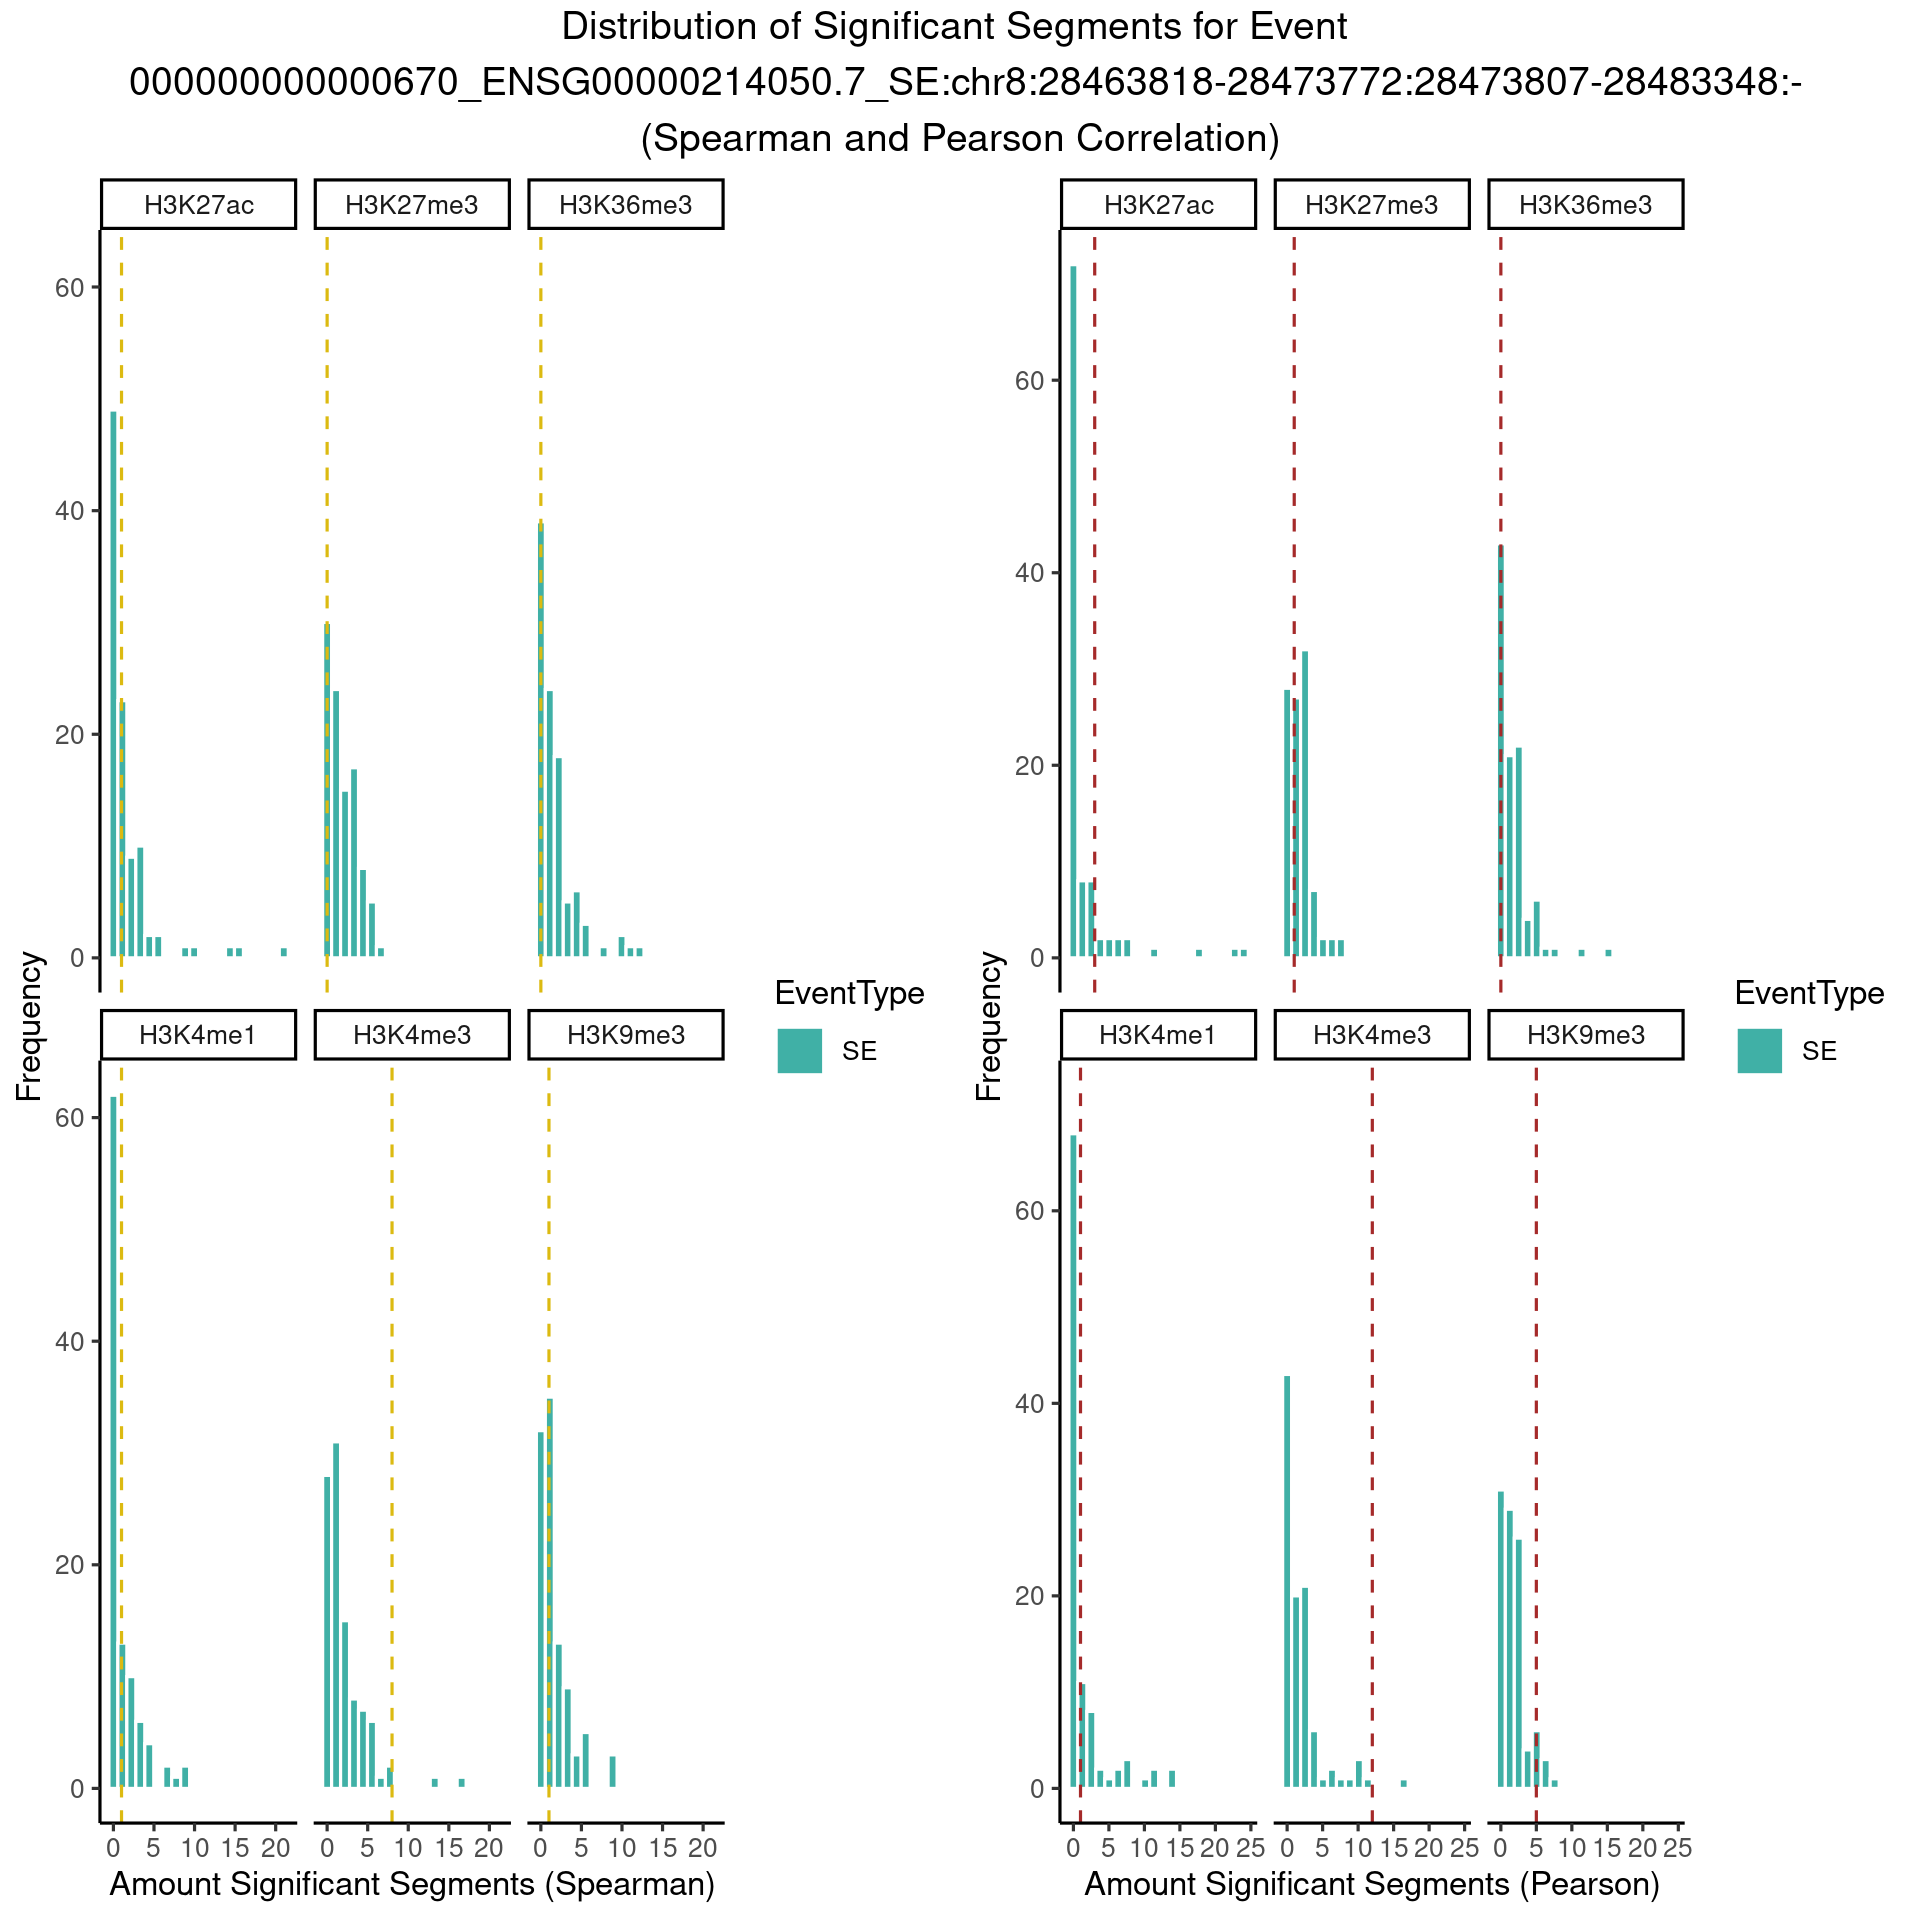 Distribution of Significant Segments for Event
000000000000670_ENSG00000214050.7_SE:chr8:28463818-28473772:28473807-28483348:-
(Spearman and Pearson Correlation)
H3K27ac H3K27me3 H3K36me3
60
40
20
0
H3K4me1 H3K4me3 H3K9me3
60
40
20
0
0 5 10 15 20 0 5 10 15 20 0 5 10 15 20
Frequency
Amount Significant Segments (Spearman)
EventType
SE
H3K27ac H3K27me3 H3K36me3
60
40
20
0
H3K4me1 H3K4me3 H3K9me3
60
40
20
0
0 5 10 15 20 25 0 5 10 15 20 25 0 5 10 15 20 25
Frequency
Amount Significant Segments (Pearson)
EventType
SE